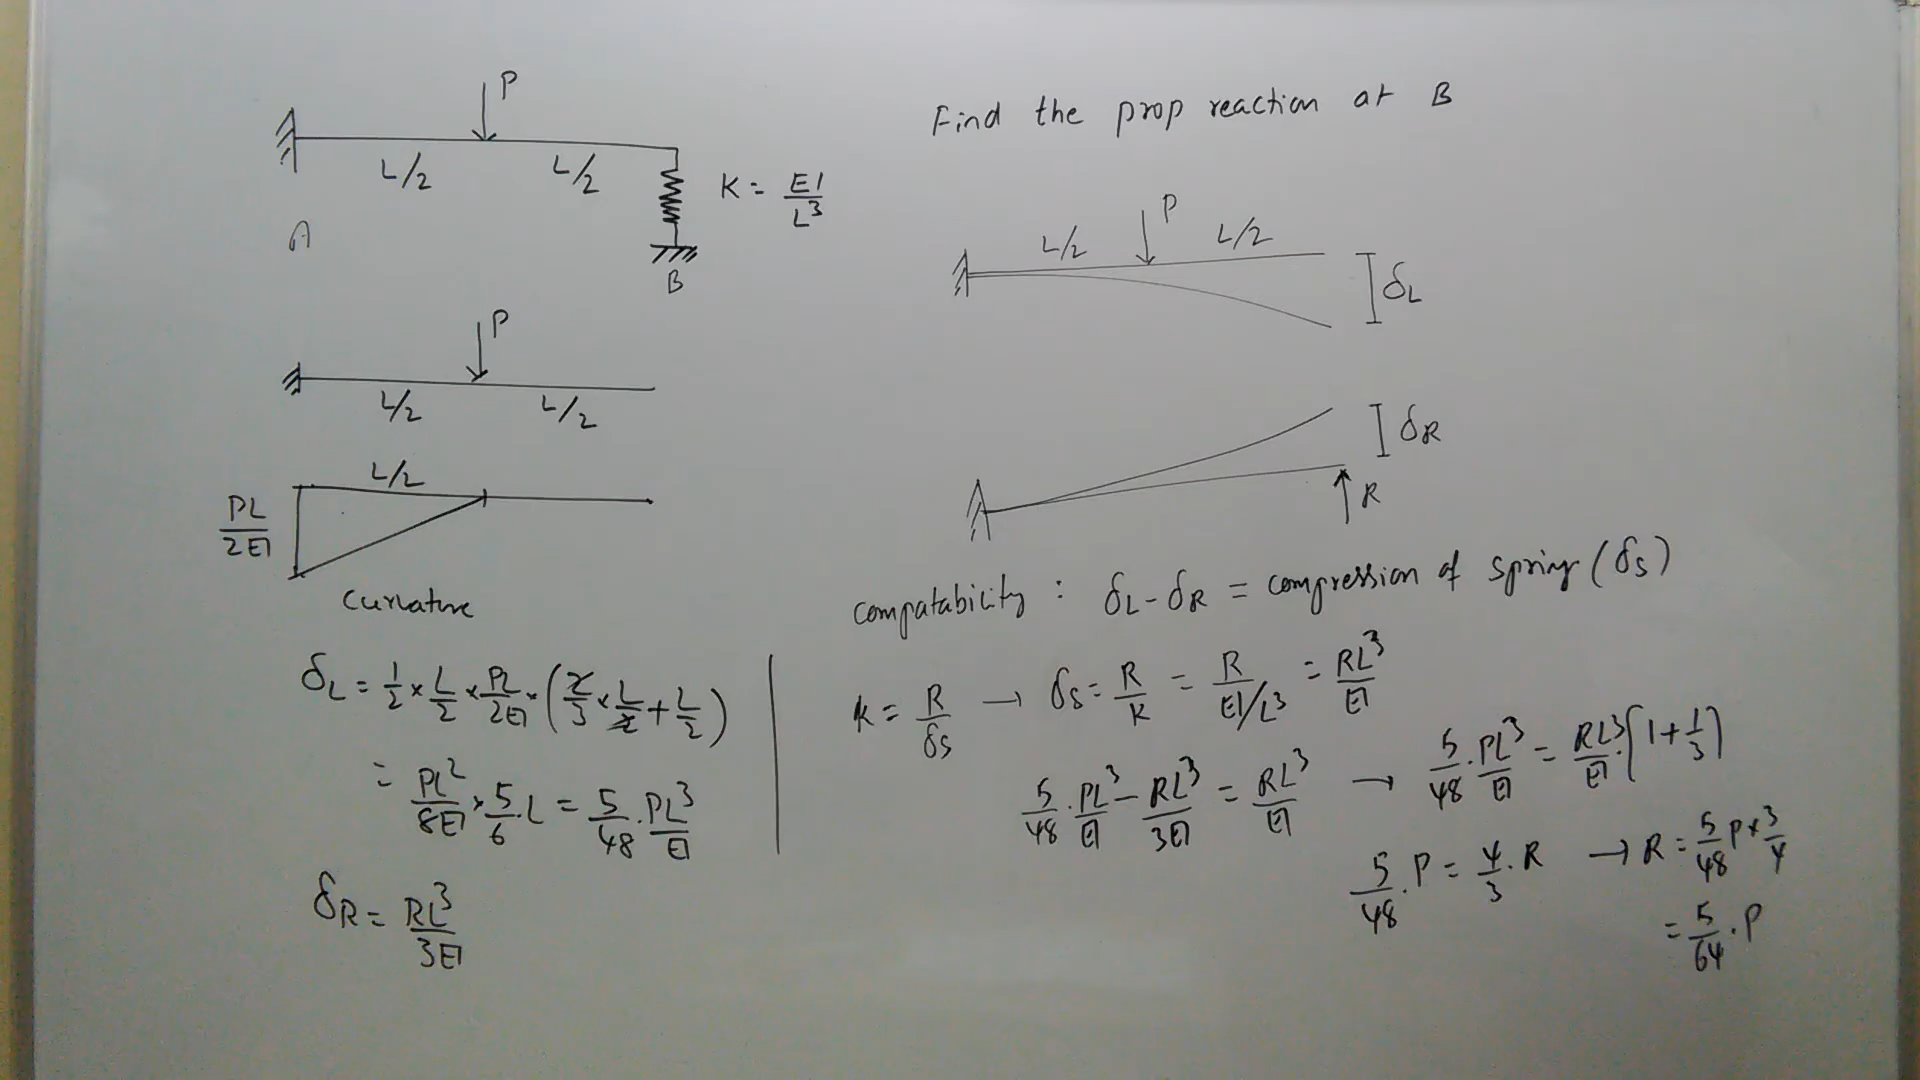 P
L/2 L/2
K = EI/L³
A
B
P
L/2 L/2
L/2
PL/2EI
Curvature
δL = 1/2 × L/2 × PL/2EI × (2/3 × L/2 + L/2)
= PL²/8EI × 5/6 . L = 5/48 . PL³/EI
δR = RL³/3EI
Find the prop reaction at B
P
L/2 L/2
δL
δR
R
compatability : δL - δR = compression of spring (δs)
K = R/δs → δs = R/K = R/EI/L³ = RL³/EI
5/48 . PL³/EI - RL³/3EI = RL³/EI → 5/48 . PL³/EI = RL³/EI . (1 + 1/3)
5/48 . P = 4/3 . R → R = 5/48 P × 3/4
= 5/64 . P